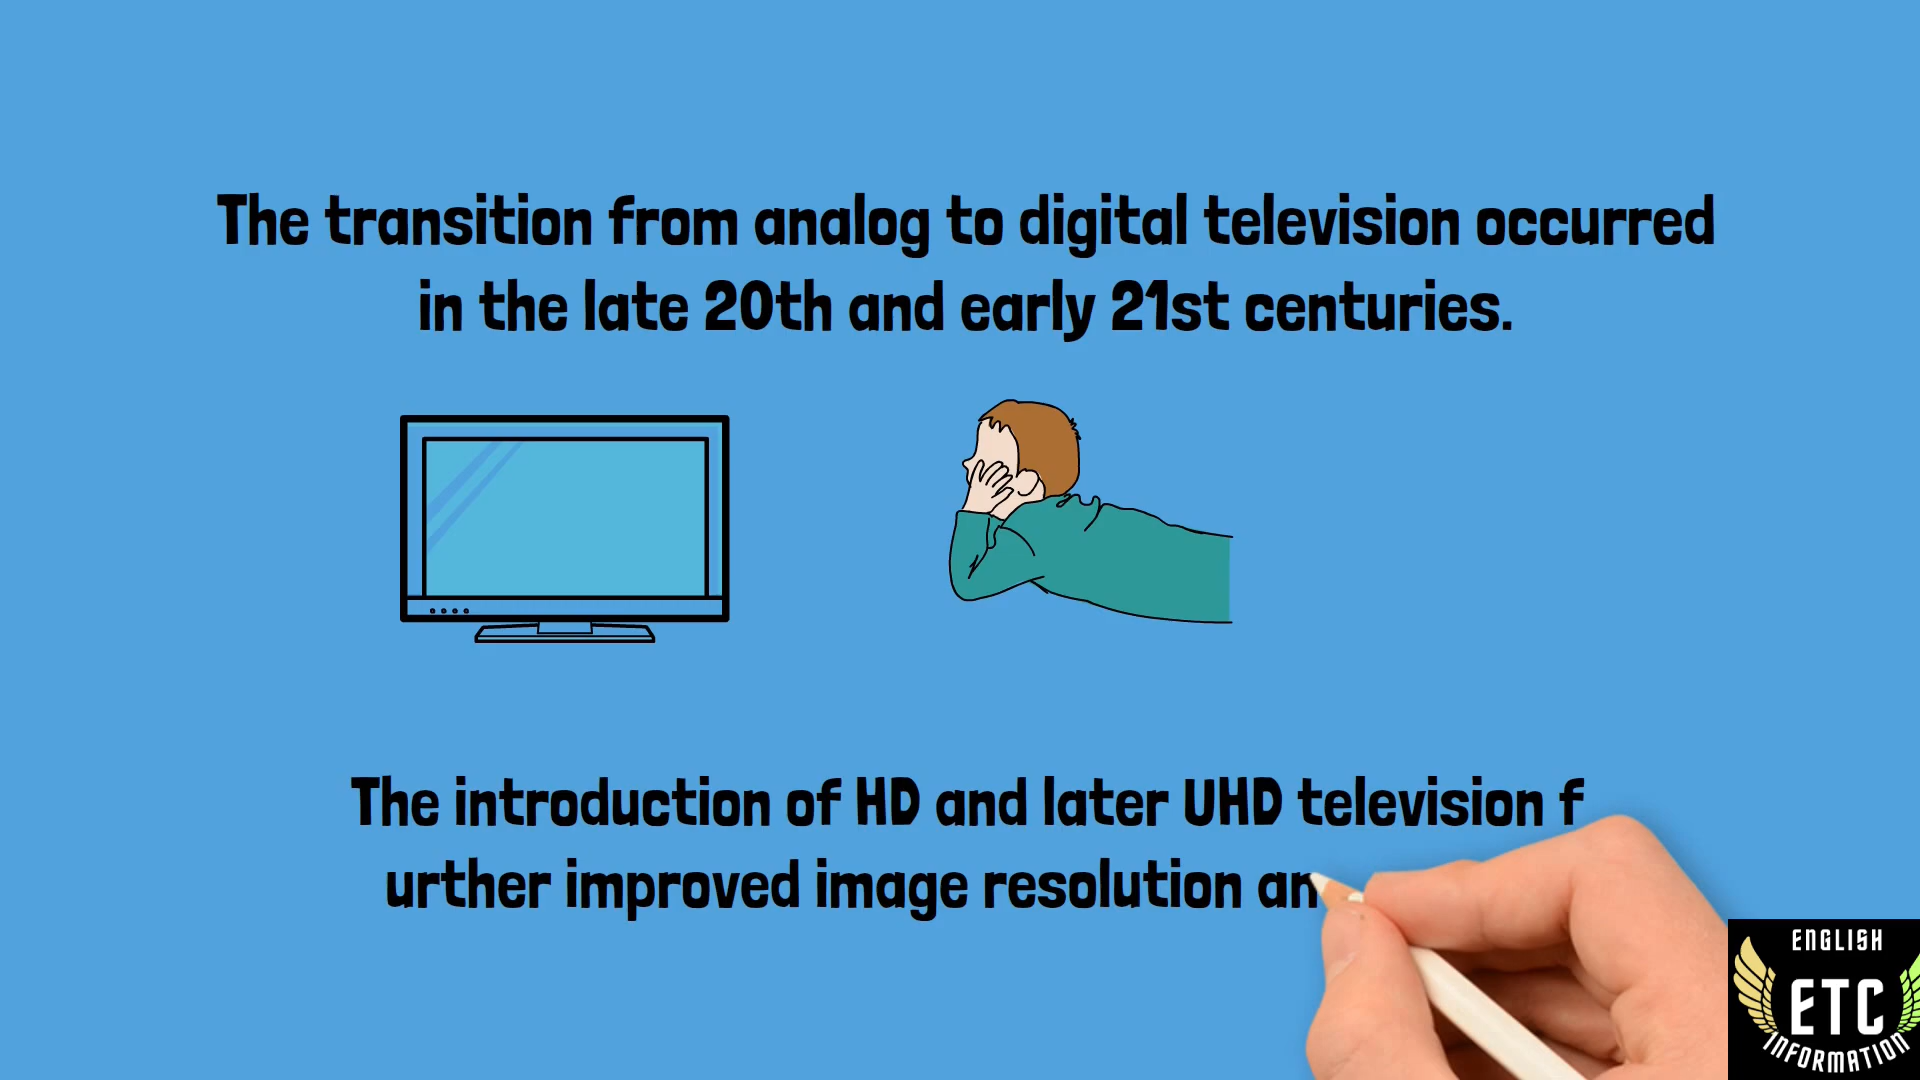 The transition from analog to digital television occurred
in the late 20th and early 21st centuries.
The introduction of HD and later UHD television f
urther improved image resolution an
ENGLISH
ETC
INFORMATION